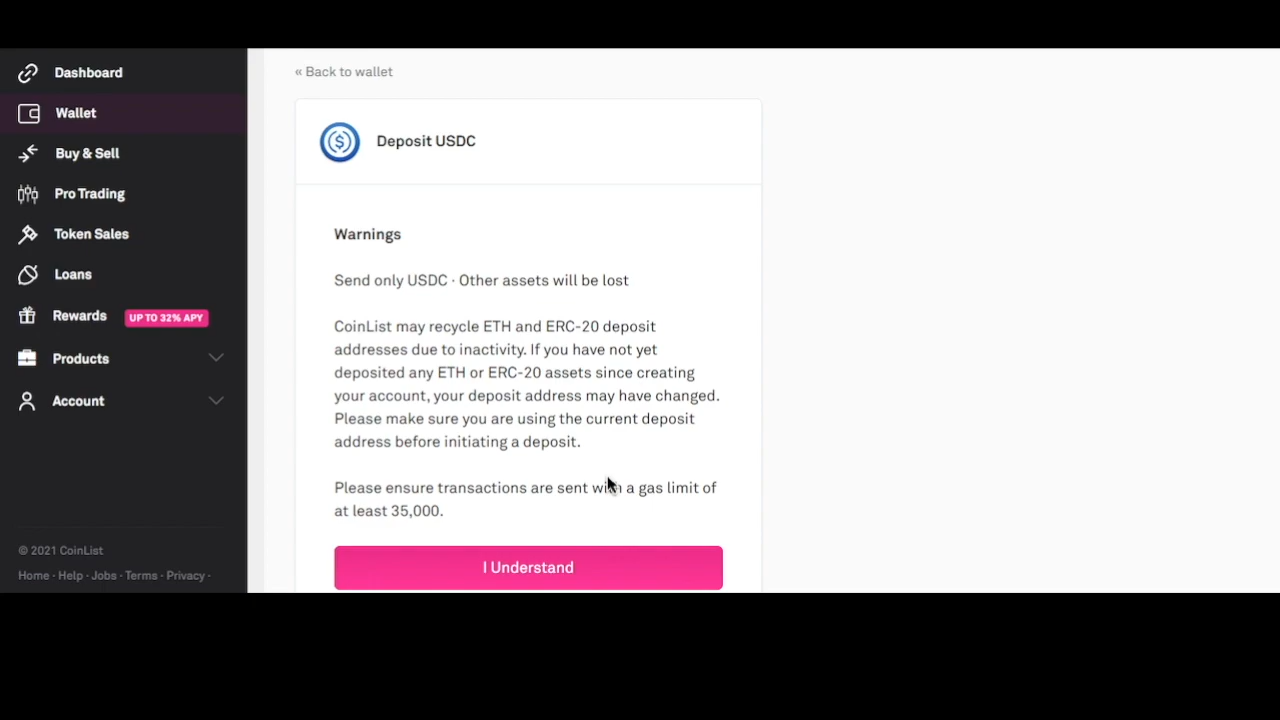 Dashboard
Wallet
Buy & Sell
Pro Trading
Token Sales
Loans
Rewards UP TO 32% APY
Products
Account
© 2021 CoinList
Home · Help · Jobs · Terms · Privacy ·
« Back to wallet
Deposit USDC
Warnings
Send only USDC · Other assets will be lost
CoinList may recycle ETH and ERC-20 deposit
addresses due to inactivity. If you have not yet
deposited any ETH or ERC-20 assets since creating
your account, your deposit address may have changed.
Please make sure you are using the current deposit
address before initiating a deposit.
Please ensure transactions are sent with a gas limit of
at least 35,000.
I Understand